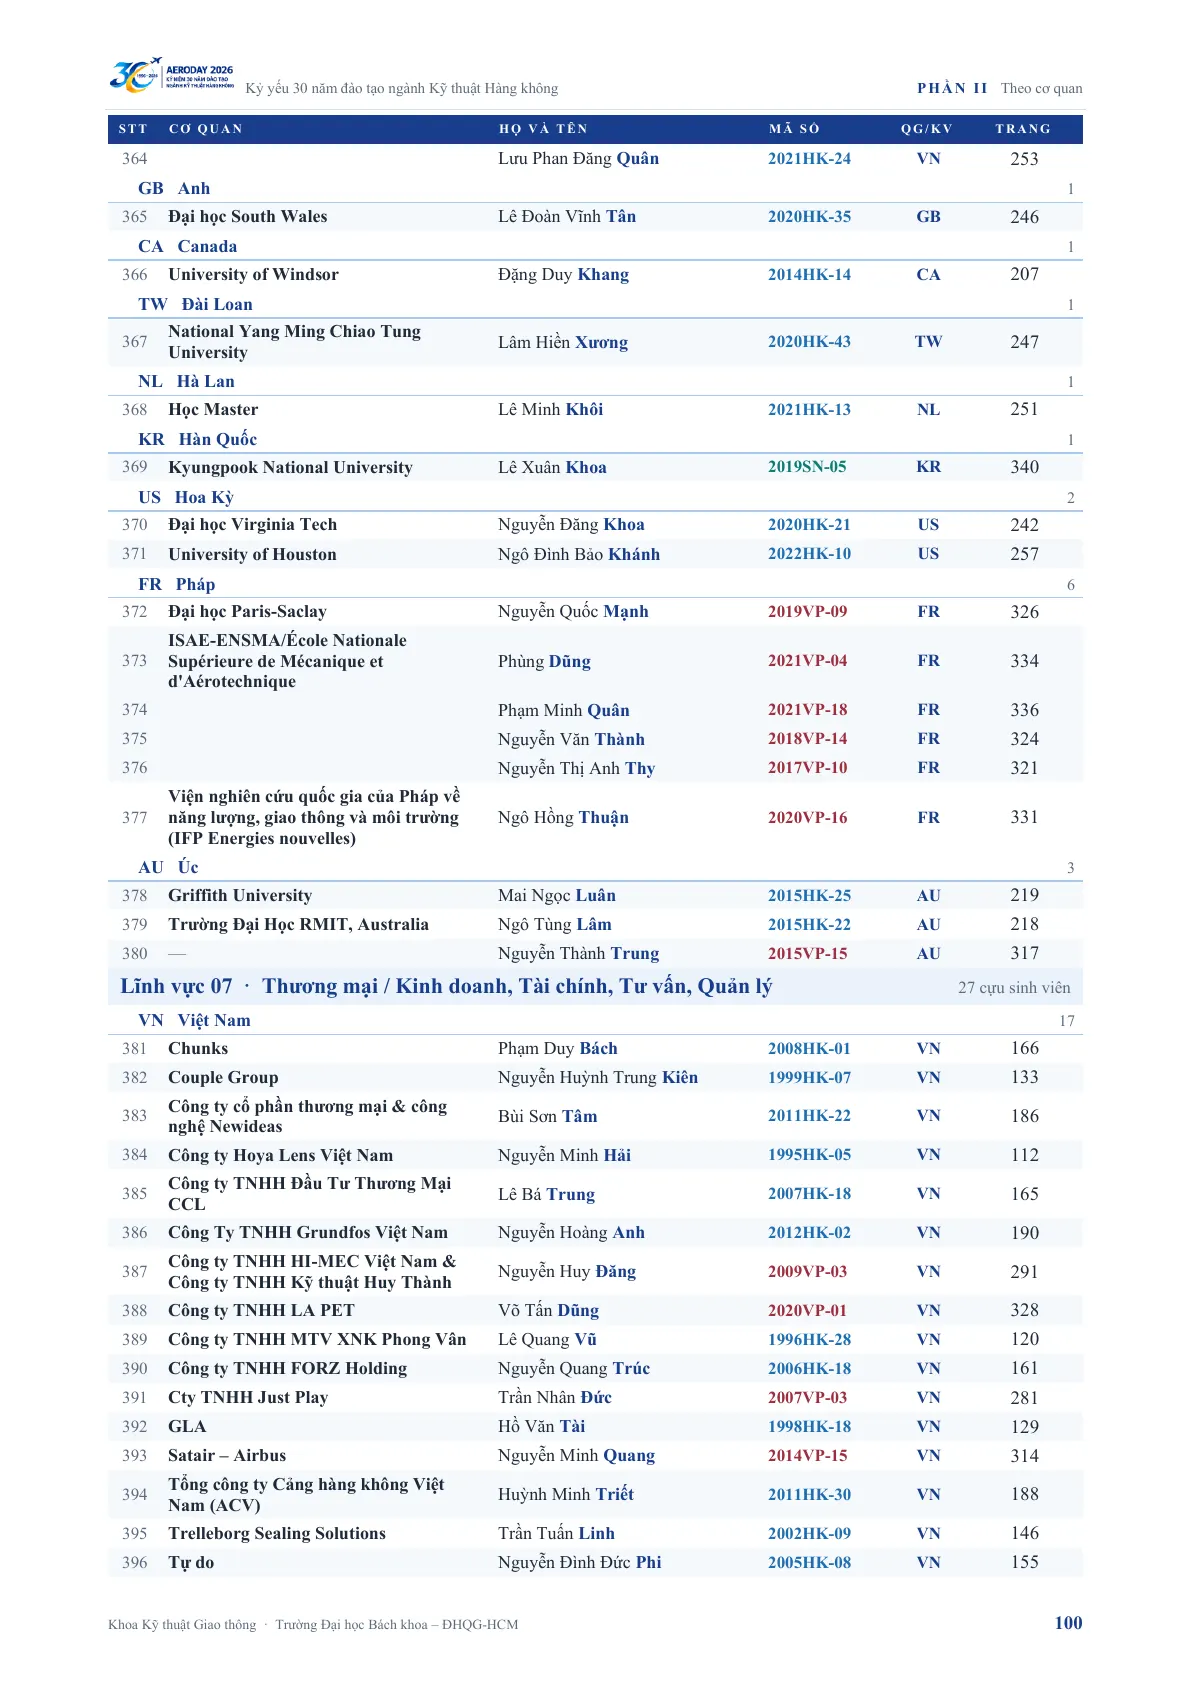 30 1996-2026 AERODAY 2026
KỶ NIỆM 30 NĂM ĐÀO TẠO
NGÀNH KỸ THUẬT HÀNG KHÔNG
Kỷ yếu 30 năm đào tạo ngành Kỹ thuật Hàng không PHẦN II Theo cơ quan
STT CƠ QUAN HỌ VÀ TÊN MÃ SỐ QG/KV TRANG
364 Lưu Phan Đăng Quân 2021HK-24 VN 253
GB Anh 1
365 Đại học South Wales Lê Đoàn Vĩnh Tân 2020HK-35 GB 246
CA Canada 1
366 University of Windsor Đặng Duy Khang 2014HK-14 CA 207
TW Đài Loan 1
367 National Yang Ming Chiao Tung
University Lâm Hiền Xương 2020HK-43 TW 247
NL Hà Lan 1
368 Học Master Lê Minh Khôi 2021HK-13 NL 251
KR Hàn Quốc 1
369 Kyungpook National University Lê Xuân Khoa 2019SN-05 KR 340
US Hoa Kỳ 2
370 Đại học Virginia Tech Nguyễn Đăng Khoa 2020HK-21 US 242
371 University of Houston Ngô Đình Bảo Khánh 2022HK-10 US 257
FR Pháp 6
372 Đại học Paris-Saclay Nguyễn Quốc Mạnh 2019VP-09 FR 326
ISAE-ENSMA/École Nationale
373 Supérieure de Mécanique et Phùng Dũng 2021VP-04 FR 334
d'Aérotechnique
374 Phạm Minh Quân 2021VP-18 FR 336
375 Nguyễn Văn Thành 2018VP-14 FR 324
376 Nguyễn Thị Anh Thy 2017VP-10 FR 321
Viện nghiên cứu quốc gia của Pháp về
377 năng lượng, giao thông và môi trường Ngô Hồng Thuận 2020VP-16 FR 331
(IFP Energies nouvelles)
AU Úc 3
378 Griffith University Mai Ngọc Luân 2015HK-25 AU 219
379 Trường Đại Học RMIT, Australia Ngô Tùng Lâm 2015HK-22 AU 218
380 — Nguyễn Thành Trung 2015VP-15 AU 317
Lĩnh vực 07 · Thương mại / Kinh doanh, Tài chính, Tư vấn, Quản lý 27 cựu sinh viên
VN Việt Nam 17
381 Chunks Phạm Duy Bách 2008HK-01 VN 166
382 Couple Group Nguyễn Huỳnh Trung Kiên 1999HK-07 VN 133
383 Công ty cổ phần thương mại & công
nghệ Newideas Bùi Sơn Tâm 2011HK-22 VN 186
384 Công ty Hoya Lens Việt Nam Nguyễn Minh Hải 1995HK-05 VN 112
385 Công ty TNHH Đầu Tư Thương Mại
CCL Lê Bá Trung 2007HK-18 VN 165
386 Công Ty TNHH Grundfos Việt Nam Nguyễn Hoàng Anh 2012HK-02 VN 190
387 Công ty TNHH HI-MEC Việt Nam &
Công ty TNHH Kỹ thuật Huy Thành Nguyễn Huy Đăng 2009VP-03 VN 291
388 Công ty TNHH LA PET Võ Tấn Dũng 2020VP-01 VN 328
389 Công ty TNHH MTV XNK Phong Vân Lê Quang Vũ 1996HK-28 VN 120
390 Công ty TNHH FORZ Holding Nguyễn Quang Trúc 2006HK-18 VN 161
391 Cty TNHH Just Play Trần Nhân Đức 2007VP-03 VN 281
392 GLA Hồ Văn Tài 1998HK-18 VN 129
393 Satair – Airbus Nguyễn Minh Quang 2014VP-15 VN 314
394 Tổng công ty Cảng hàng không Việt
Nam (ACV) Huỳnh Minh Triết 2011HK-30 VN 188
395 Trelleborg Sealing Solutions Trần Tuấn Linh 2002HK-09 VN 146
396 Tự do Nguyễn Đình Đức Phi 2005HK-08 VN 155
Khoa Kỹ thuật Giao thông · Trường Đại học Bách khoa – ĐHQG-HCM 100